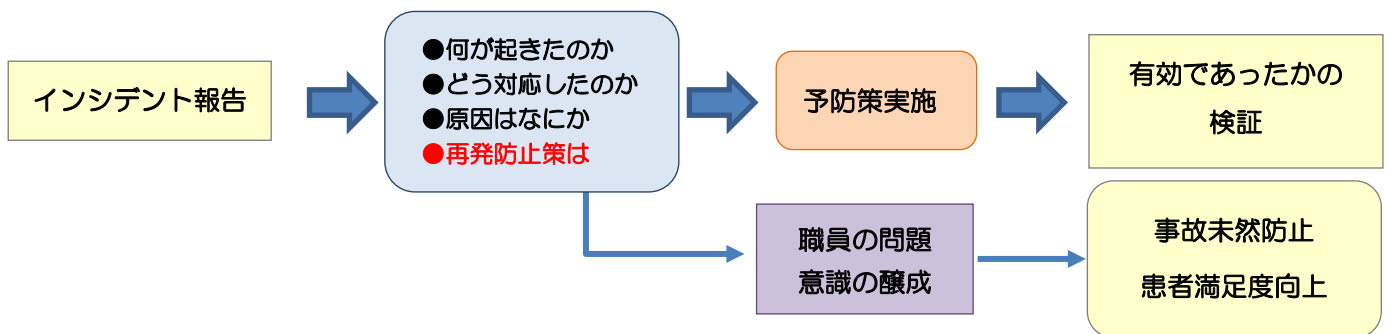 インシデント報告
●何が起きたのか
●どう対応したのか
●原因はなにか
●再発防止策は
予防策実施
有効であったかの
検証
職員の問題
意識の醸成
事故未然防止
患者満足度向上